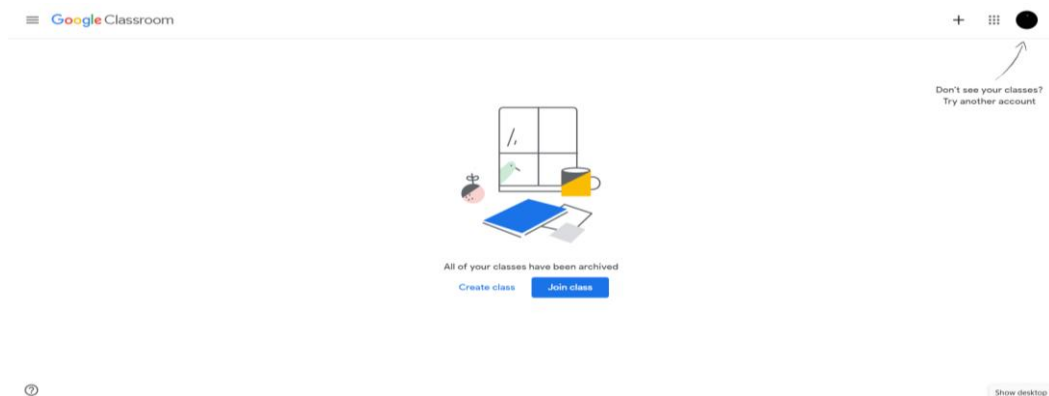 Google Classroom
Don't see your classes?
Try another account
All of your classes have been archived
Create class
Join class
Show desktop